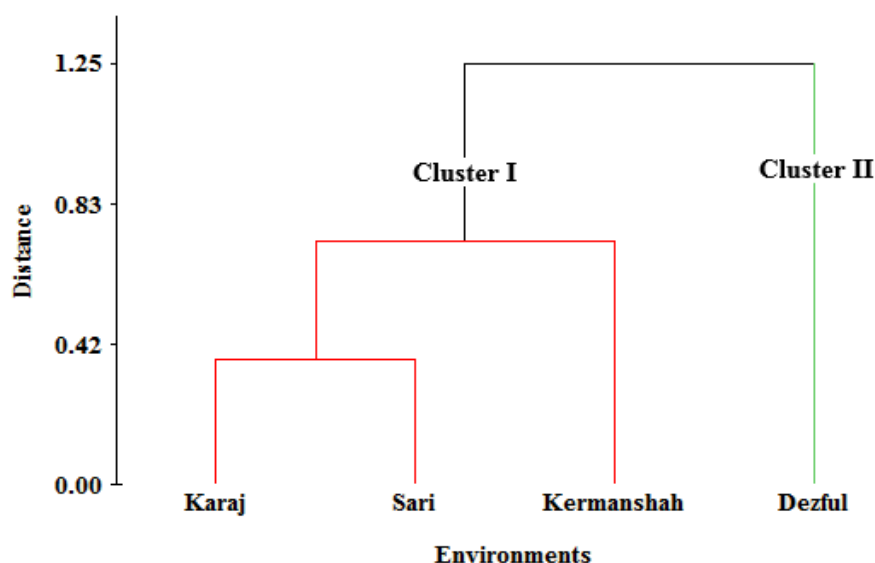 1.25
Cluster I
Cluster II
0.83
Distance
0.42
0.00
Karaj
Sari
Kermanshah
Dezful
Environments